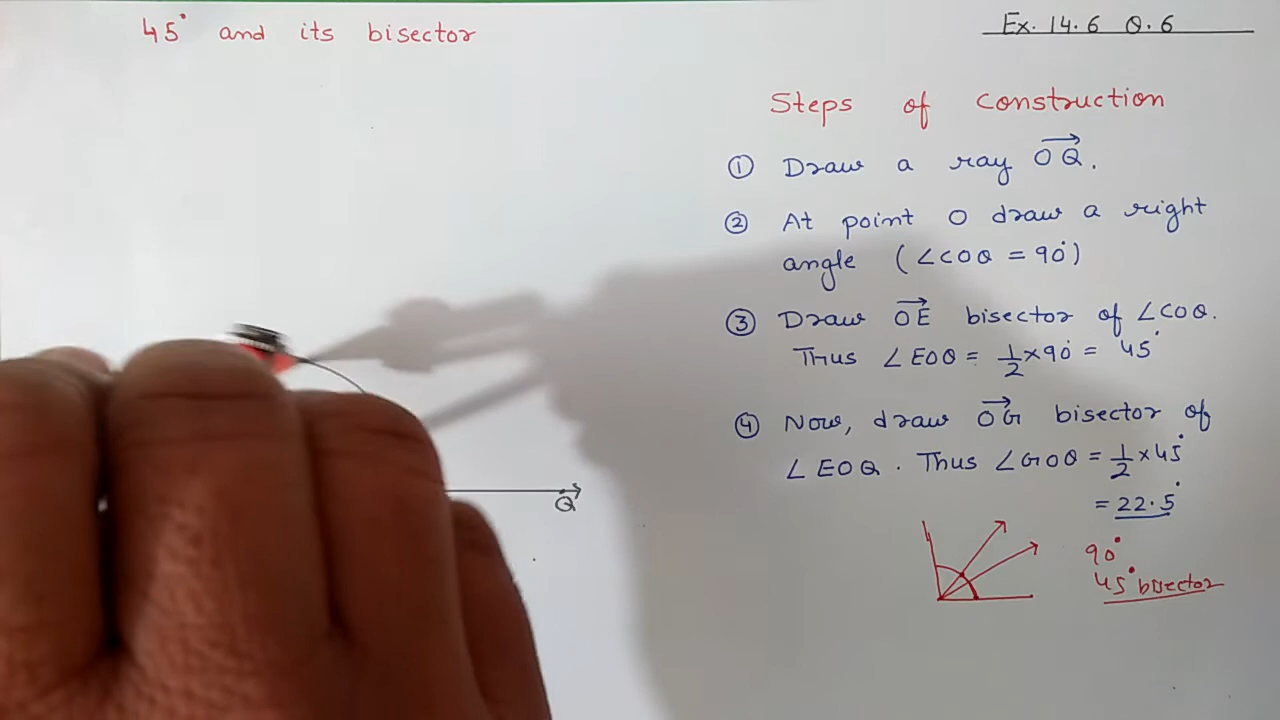 45° and its bisector
Ex. 14.6 Q.6
Steps of construction
① Draw a ray OQ.
② At point O draw a right
angle (∠COQ = 90°)
③ Draw OE bisector of ∠COQ.
Thus ∠EOQ = 1/2 × 90° = 45°
④ Now, draw OG bisector of
∠EOQ. Thus ∠GOQ = 1/2 × 45°
= 22.5°
90°
45° bisector
Q